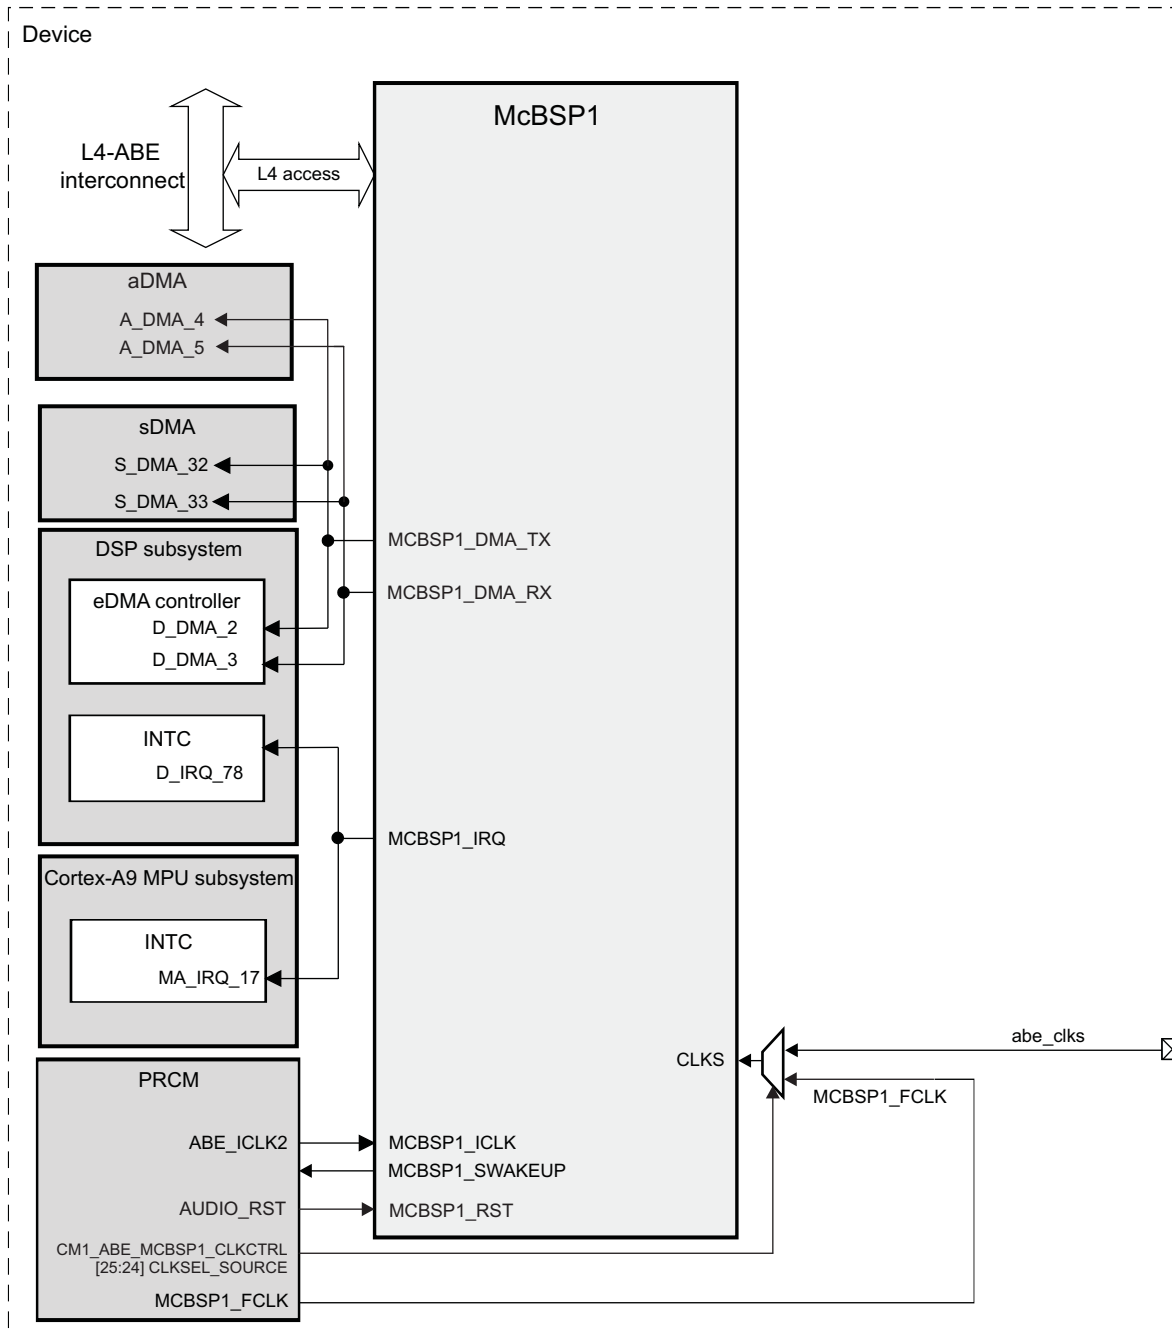 Device
McBSP1
L4-ABE
interconnect
L4 access
aDMA
A_DMA_4
A_DMA_5
sDMA
S_DMA_32
S_DMA_33
DSP subsystem
eDMA controller
D_DMA_2
D_DMA_3
INTC
D_IRQ_78
MCBSP1_DMA_TX
MCBSP1_DMA_RX
MCBSP1_IRQ
Cortex-A9 MPU subsystem
INTC
MA_IRQ_17
CLKS
abe_clks
MCBSP1_FCLK
PRCM
ABE_ICLK2
MCBSP1_ICLK
MCBSP1_SWAKEUP
AUDIO_RST
MCBSP1_RST
CM1_ABE_MCBSP1_CLKCTRL
[25:24] CLKSEL_SOURCE
MCBSP1_FCLK